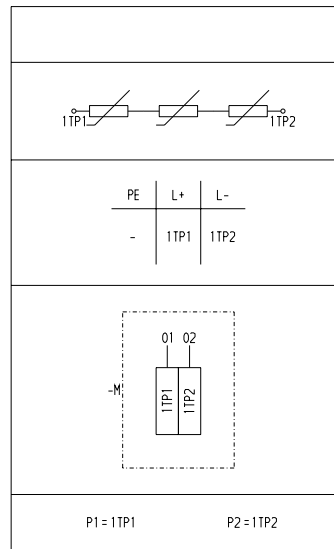 1TP1 1TP2
PE L+ L-
- 1TP1 1TP2
01 02
-M 1TP1 1TP2
P1 = 1TP1 P2 = 1TP2